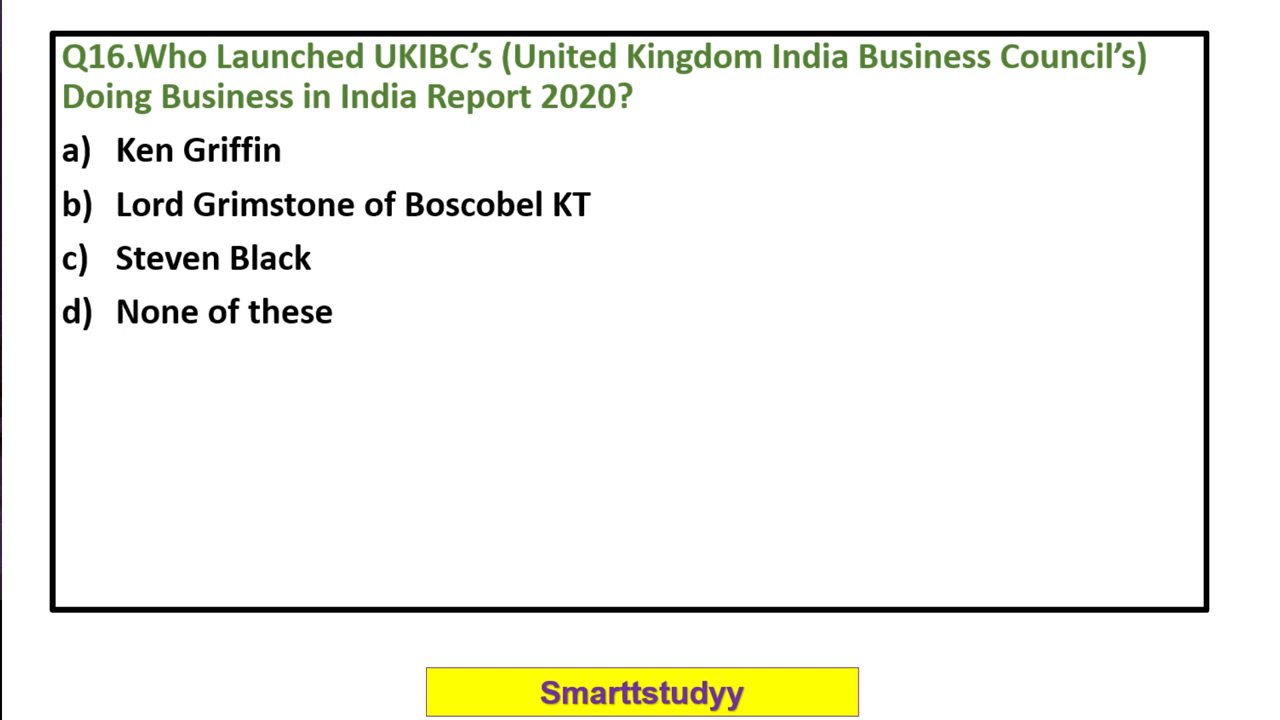 Q16.Who Launched UKIBC’s (United Kingdom India Business Council’s)
Doing Business in India Report 2020?
a) Ken Griffin
b) Lord Grimstone of Boscobel KT
c) Steven Black
d) None of these
Smarttstudyy